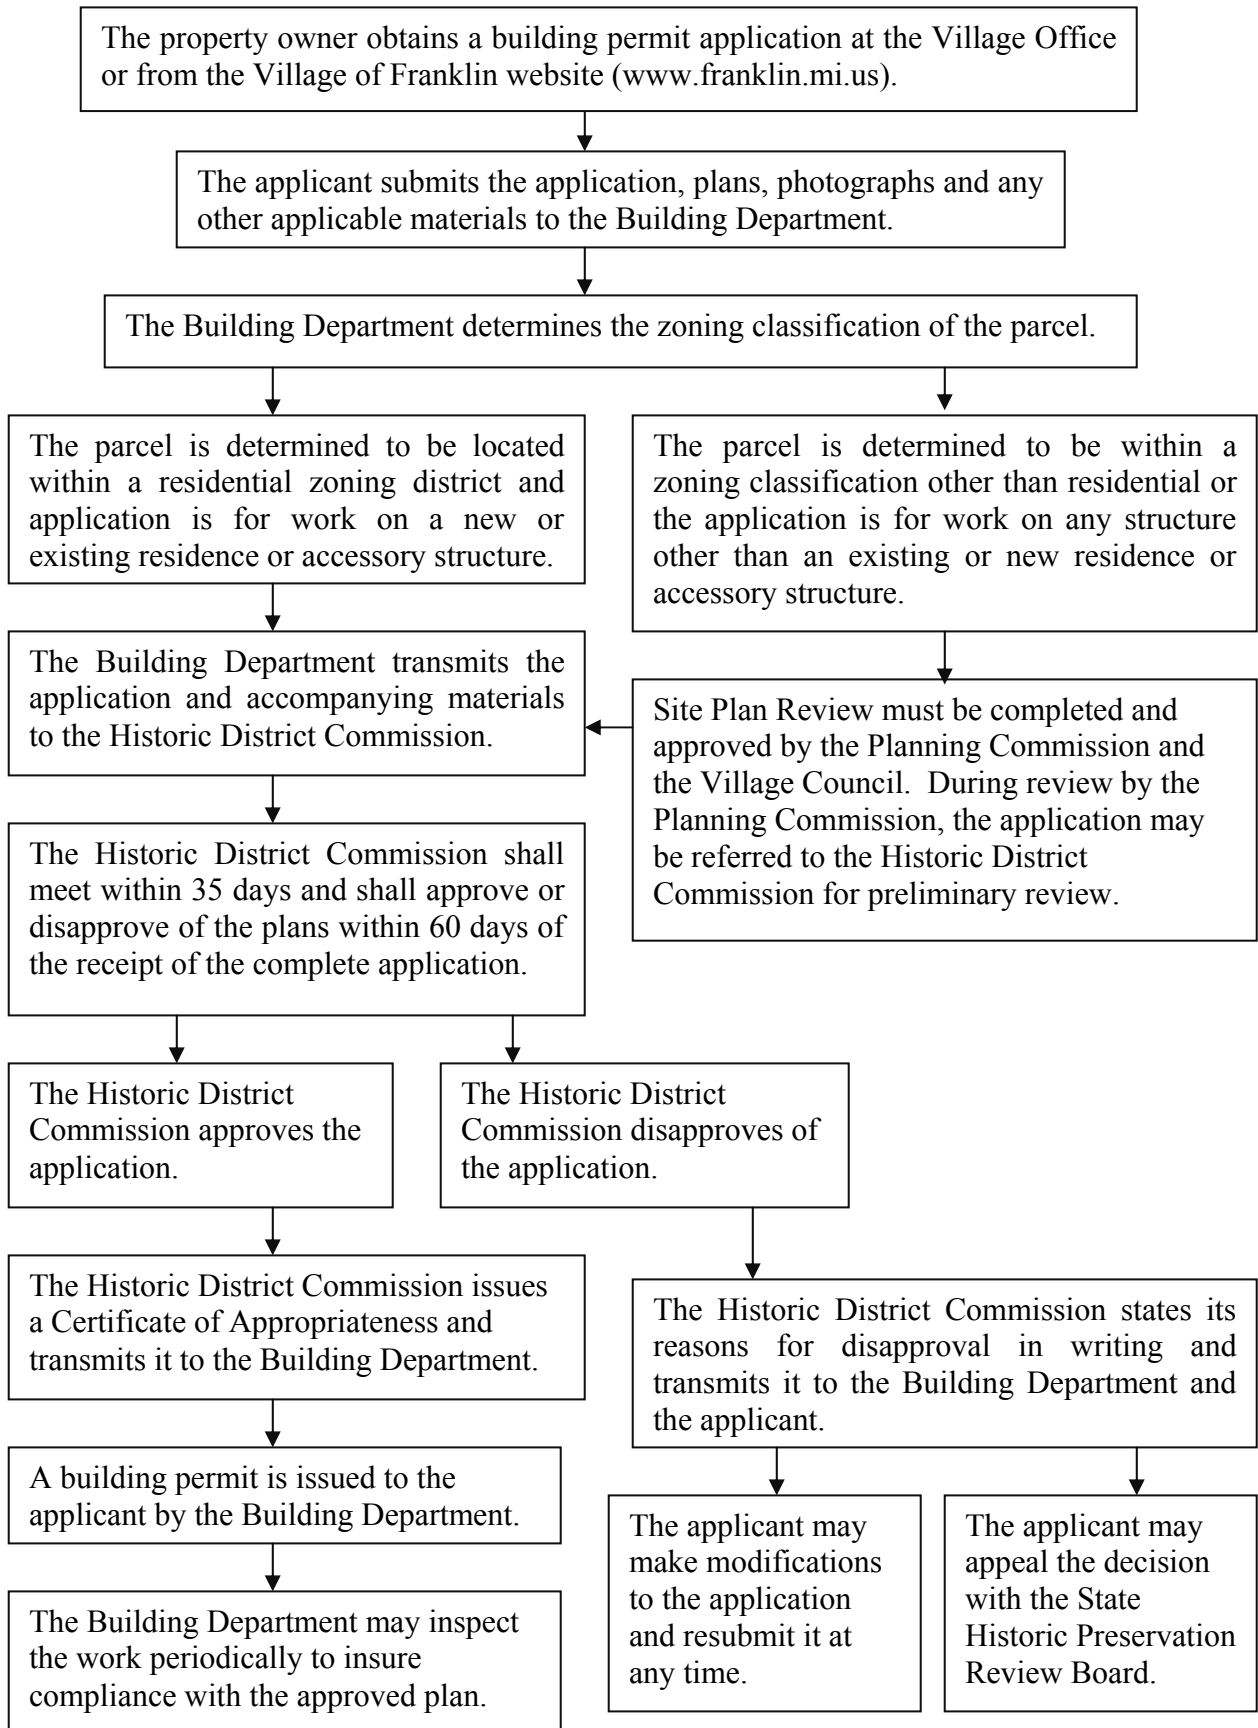 The property owner obtains a building permit application at the Village Office
or from the Village of Franklin website (www.franklin.mi.us).
The applicant submits the application, plans, photographs and any
other applicable materials to the Building Department.
The Building Department determines the zoning classification of the parcel.
The parcel is determined to be located
within a residential zoning district and
application is for work on a new or
existing residence or accessory structure.
The parcel is determined to be within a
zoning classification other than residential or
the application is for work on any structure
other than an existing or new residence or
accessory structure.
The Building Department transmits the
application and accompanying materials
to the Historic District Commission.
Site Plan Review must be completed and
approved by the Planning Commission and
the Village Council. During review by the
Planning Commission, the application may
be referred to the Historic District
Commission for preliminary review.
The Historic District Commission shall
meet within 35 days and shall approve or
disapprove of the plans within 60 days of
the receipt of the complete application.
The Historic District
Commission approves the
application.
The Historic District
Commission disapproves of
the application.
The Historic District Commission issues
a Certificate of Appropriateness and
transmits it to the Building Department.
The Historic District Commission states its
reasons for disapproval in writing and
transmits it to the Building Department and
the applicant.
A building permit is issued to the
applicant by the Building Department.
The applicant may
make modifications
to the application
and resubmit it at
any time.
The applicant may
appeal the decision
with the State
Historic Preservation
Review Board.
The Building Department may inspect
the work periodically to insure
compliance with the approved plan.